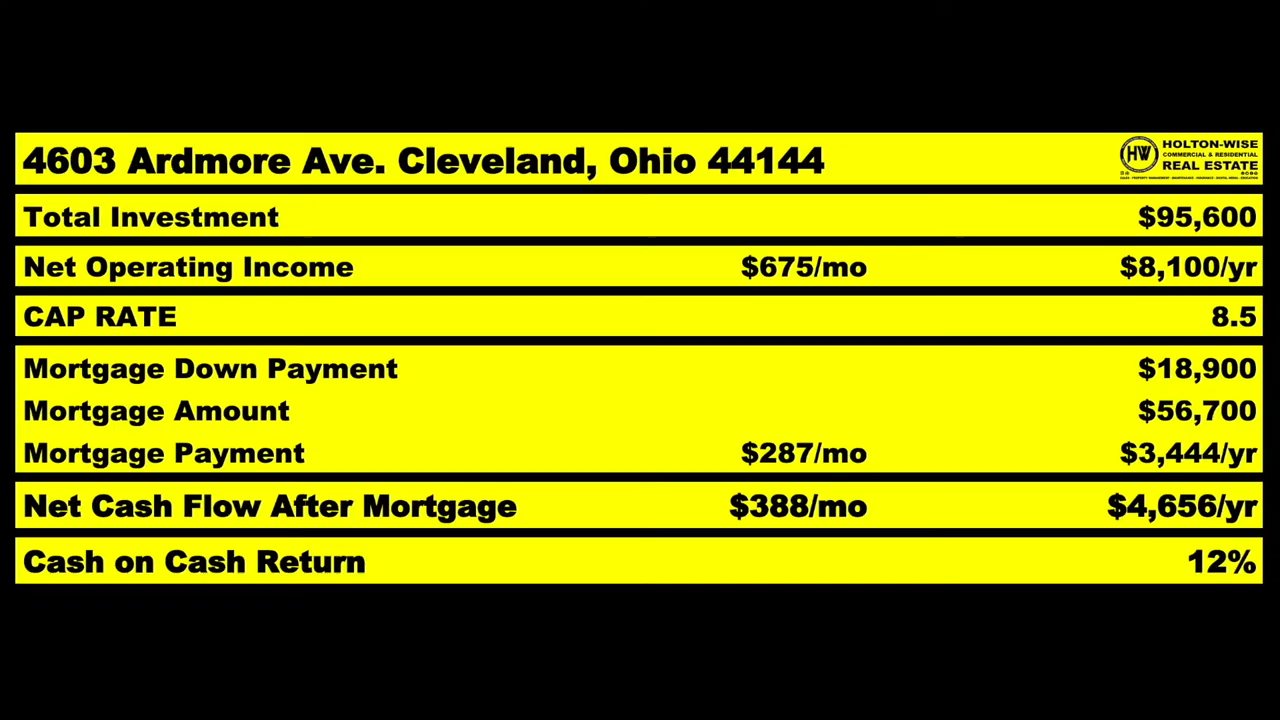 4603 Ardmore Ave. Cleveland, Ohio 44144
HOLTON-WISE
COMMERCIAL & RESIDENTIAL
REAL ESTATE
HW
Total Investment $95,600
Net Operating Income $675/mo $8,100/yr
CAP RATE 8.5
Mortgage Down Payment $18,900
Mortgage Amount $56,700
Mortgage Payment $287/mo $3,444/yr
Net Cash Flow After Mortgage $388/mo $4,656/yr
Cash on Cash Return 12%